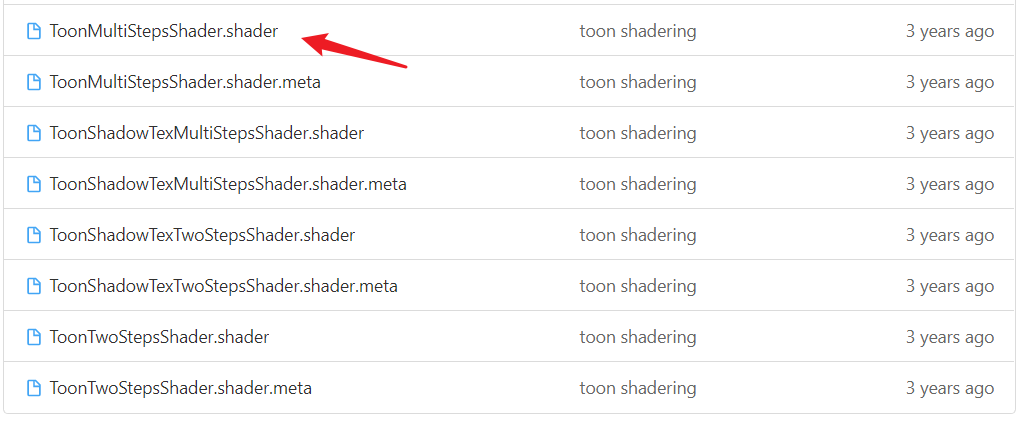 ToonMultiStepsShader.shader toon shadering 3 years ago
ToonMultiStepsShader.shader.meta toon shadering 3 years ago
ToonShadowTexMultiStepsShader.shader toon shadering 3 years ago
ToonShadowTexMultiStepsShader.shader.meta toon shadering 3 years ago
ToonShadowTexTwoStepsShader.shader toon shadering 3 years ago
ToonShadowTexTwoStepsShader.shader.meta toon shadering 3 years ago
ToonTwoStepsShader.shader toon shadering 3 years ago
ToonTwoStepsShader.shader.meta toon shadering 3 years ago